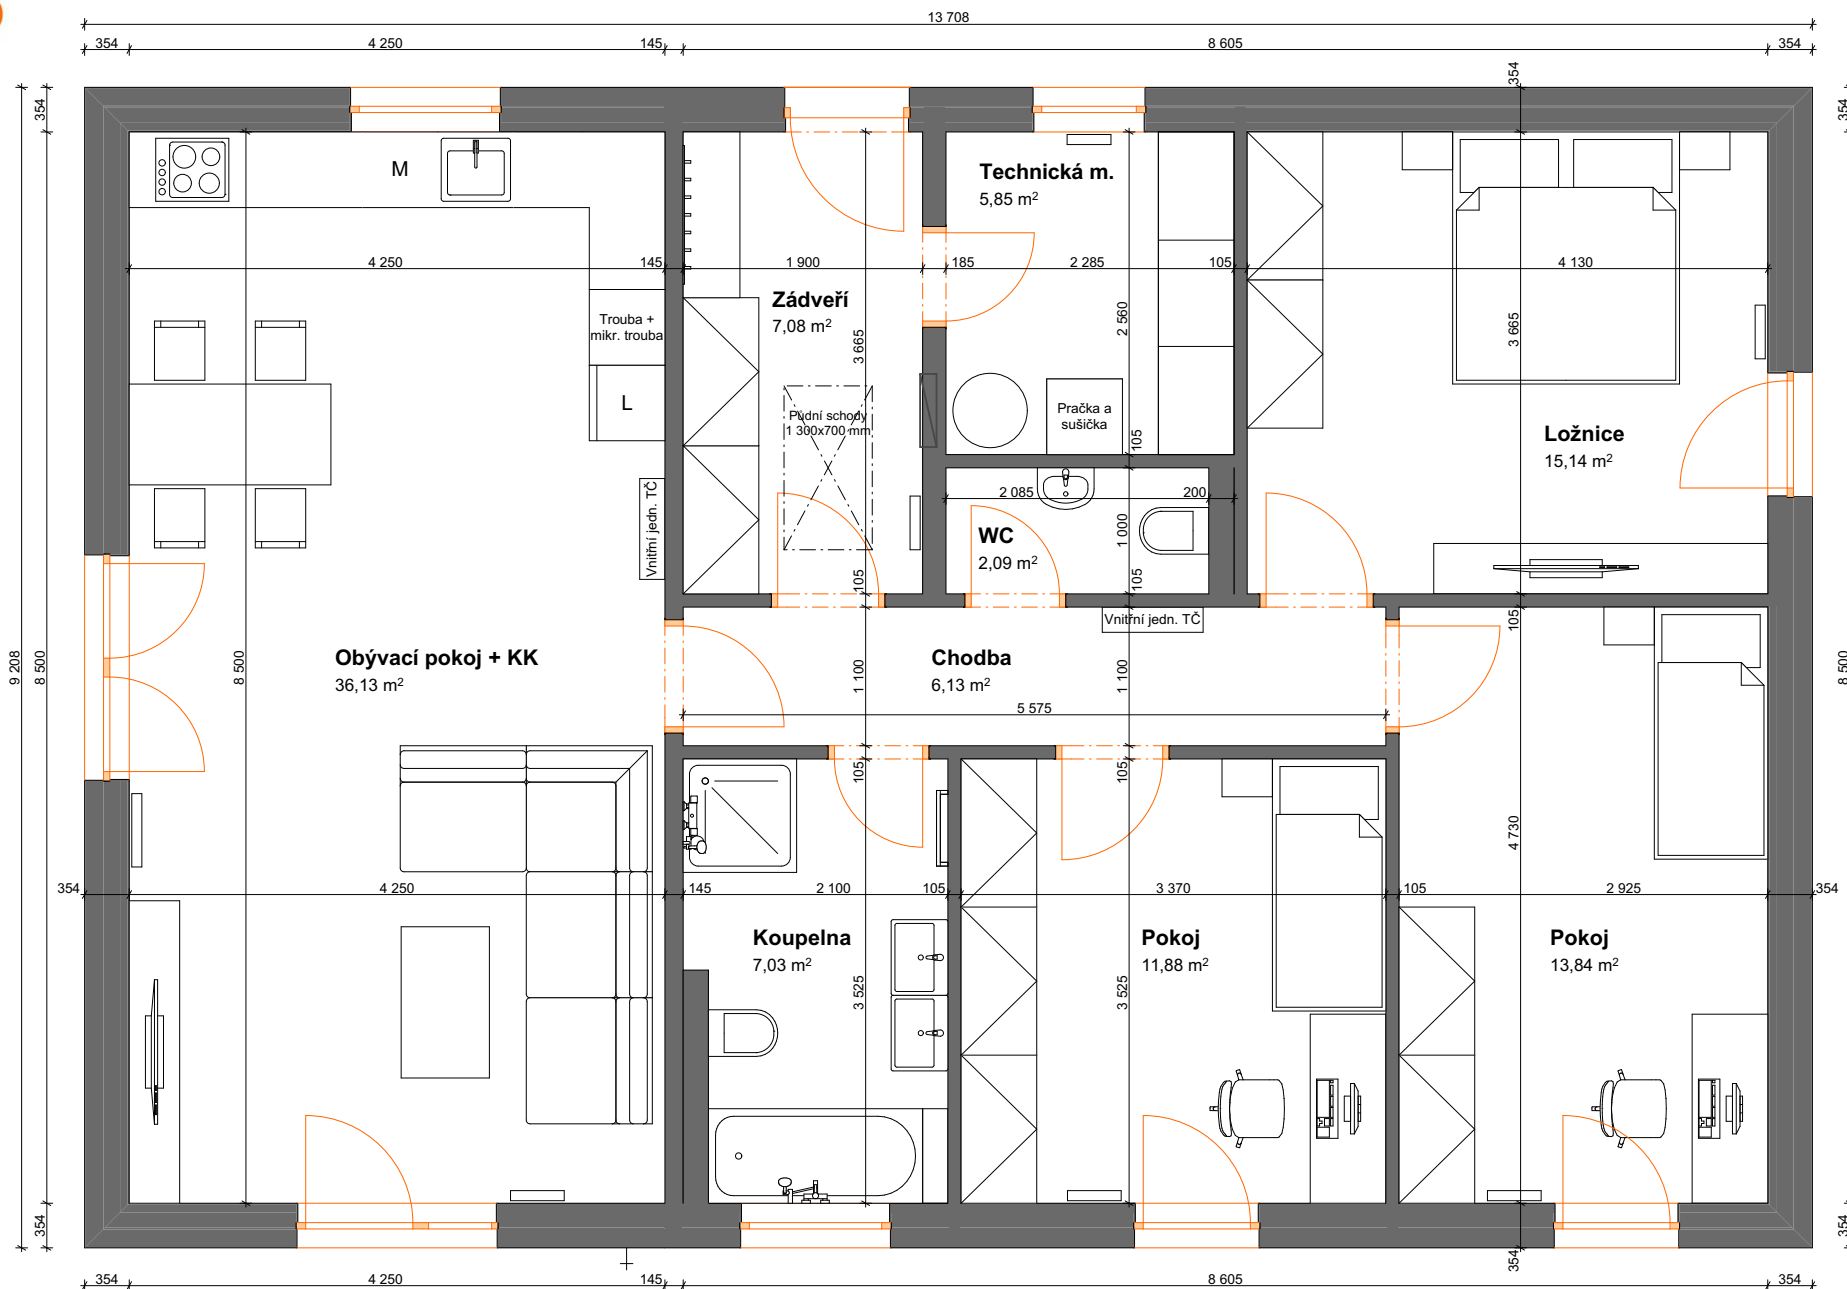 13 708
354
4 250
145
8 605
354
354
354
354
M
Technická m.
5,85 m²
4 250
145
1 900
185
2 285
105
4 130
Zádveří
7,08 m²
Trouba +
mikr. trouba
2 560
3 665
3 665
L
Půdní schody
1 300x700 mm
Pračka a
sušička
105
Ložnice
15,14 m²
Vnitřní jedn. TČ
2 085
200
WC
2,09 m²
1 000
105
105
Vnitřní jedn. TČ
105
9 208
8 500
8 500
Obývací pokoj + KK
36,13 m²
1 100
Chodba
6,13 m²
1 100
8 500
5 575
105
105
4 730
354
4 250
145
2 100
105
3 370
105
2 925
354
Koupelna
7,03 m²
Pokoj
11,88 m²
Pokoj
13,84 m²
3 525
3 525
354
354
354
354
4 250
145
8 605
354